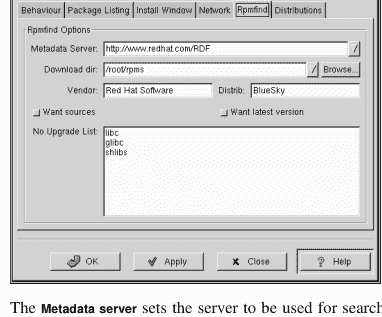 Behaviour Package Listing Install Window Network Rpmfind Distributions
Rpmfind Options
Metadata Server: http://www.redhat.com/RDF
Download dir: /root/rpms Browse...
Vendor: Red Hat Software Distrib: BlueSky
Want sources Want latest version
No Upgrade List: libc
glibc
shlibs
OK Apply Close Help
The Metadata server sets the server to be used for search